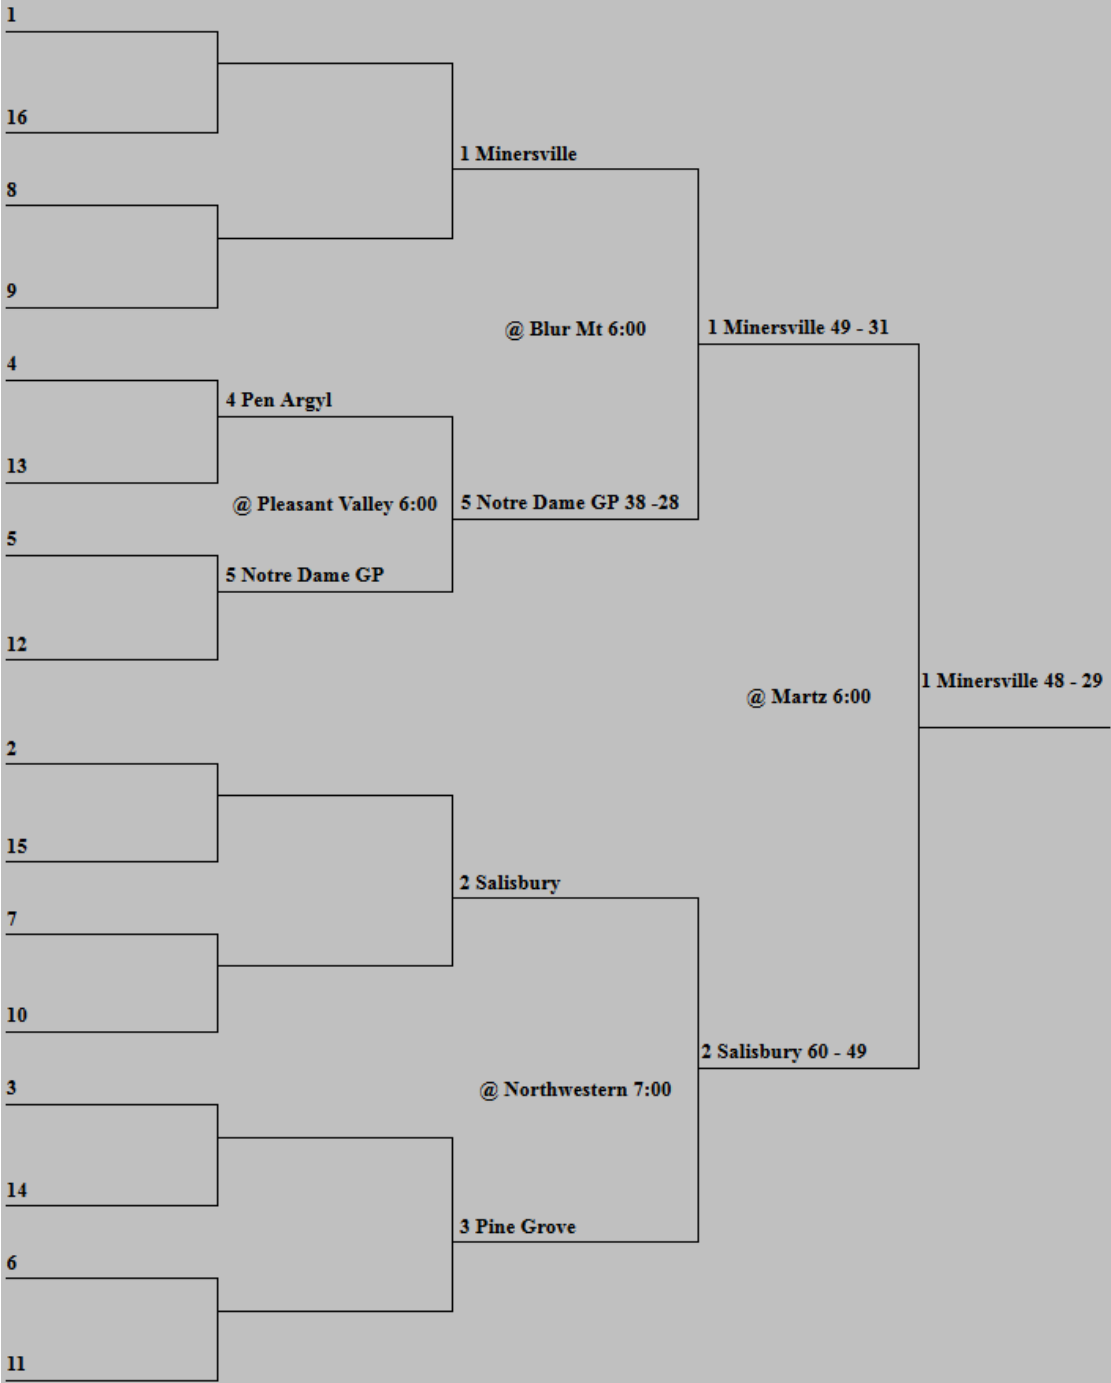 1
16
1 Minersville
8
9
@ Blur Mt 6:00
1 Minersville 49 - 31
4
4 Pen Argyl
13
@ Pleasant Valley 6:00
5 Notre Dame GP 38 -28
5
5 Notre Dame GP
12
@ Martz 6:00
1 Minersville 48 - 29
2
15
2 Salisbury
7
10
2 Salisbury 60 - 49
@ Northwestern 7:00
3
14
3 Pine Grove
6
11